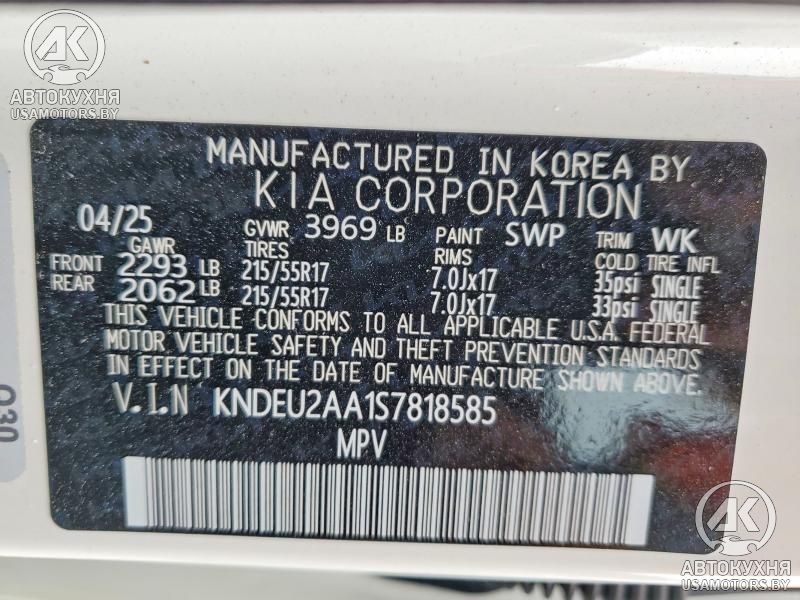 AK
АВТОКУХНЯ
USAMOTORS.BY
MANUFACTURED IN KOREA BY
KIA CORPORATION
04/25 GVWR 3969 LB PAINT SWP TRIM WK
GAWR TIRES RIMS COLD TIRE INFL
FRONT 2293 LB 215/55R17 7.0Jx17 35psi SINGLE
REAR 2062 LB 215/55R17 7.0Jx17 33psi SINGLE
THIS VEHICLE CONFORMS TO ALL APPLICABLE U.S.A. FEDERAL
MOTOR VEHICLE SAFETY AND THEFT PREVENTION STANDARDS
IN EFFECT ON THE DATE OF MANUFACTURE SHOWN ABOVE.
V.I.N KNDEU2AA1S7818585
MPV
030
AK
АВТОКУХНЯ
USAMOTORS.BY